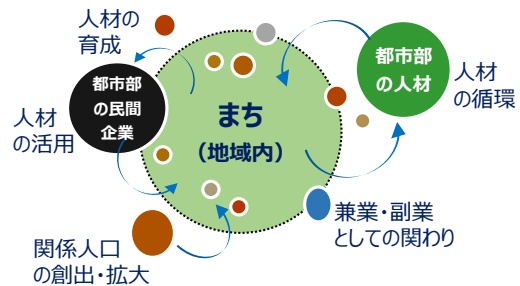 人材の
育成
都市部
の民間
企業
人材
の活用
まち
(地域内)
都市部
の人材
人材
の循環
兼業・副業
としての関わり
関係人口
の創出・拡大